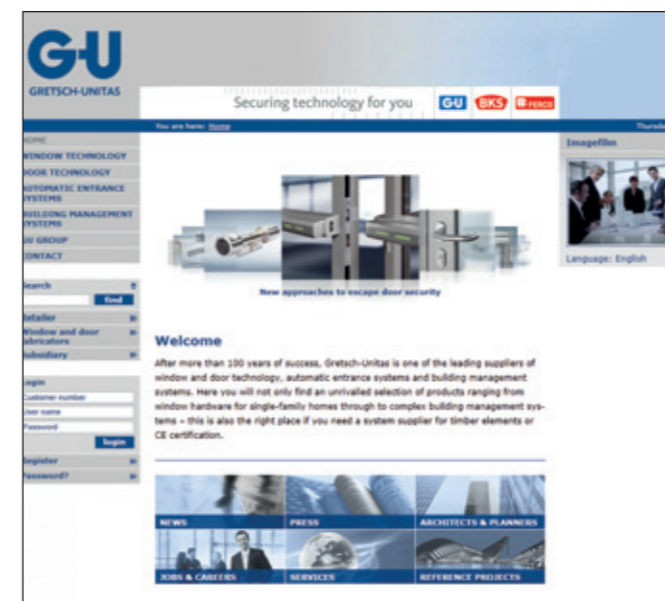 G-U
GRETSCH-UNITAS
Securing technology for you
G-U
BKS
FERCO
You are here: Home
Thursda
HOME
WINDOW TECHNOLOGY
DOOR TECHNOLOGY
AUTOMATIC ENTRANCE
SYSTEMS
BUILDING MANAGEMENT
SYSTEMS
GU GROUP
CONTACT
Search
find
Retailer
Window and door
fabricators
Subsidiary
Login
Customer number
User name
Password
login
Register
Password?
New approaches to escape door security
Welcome
After more than 100 years of success, Gretsch-Unitas is one of the leading suppliers of
window and door technology, automatic entrance systems and building management
systems. Here you will not only find an unrivalled selection of products ranging from
window hardware for single-family homes through to complex building management sys-
tems – this is also the right place if you need a system supplier for timber elements or
CE certification.
NEWS
PRESS
ARCHITECTS & PLANNERS
JOBS & CAREERS
SERVICES
REFERENCE PROJECTS
Imagefilm
Language: English